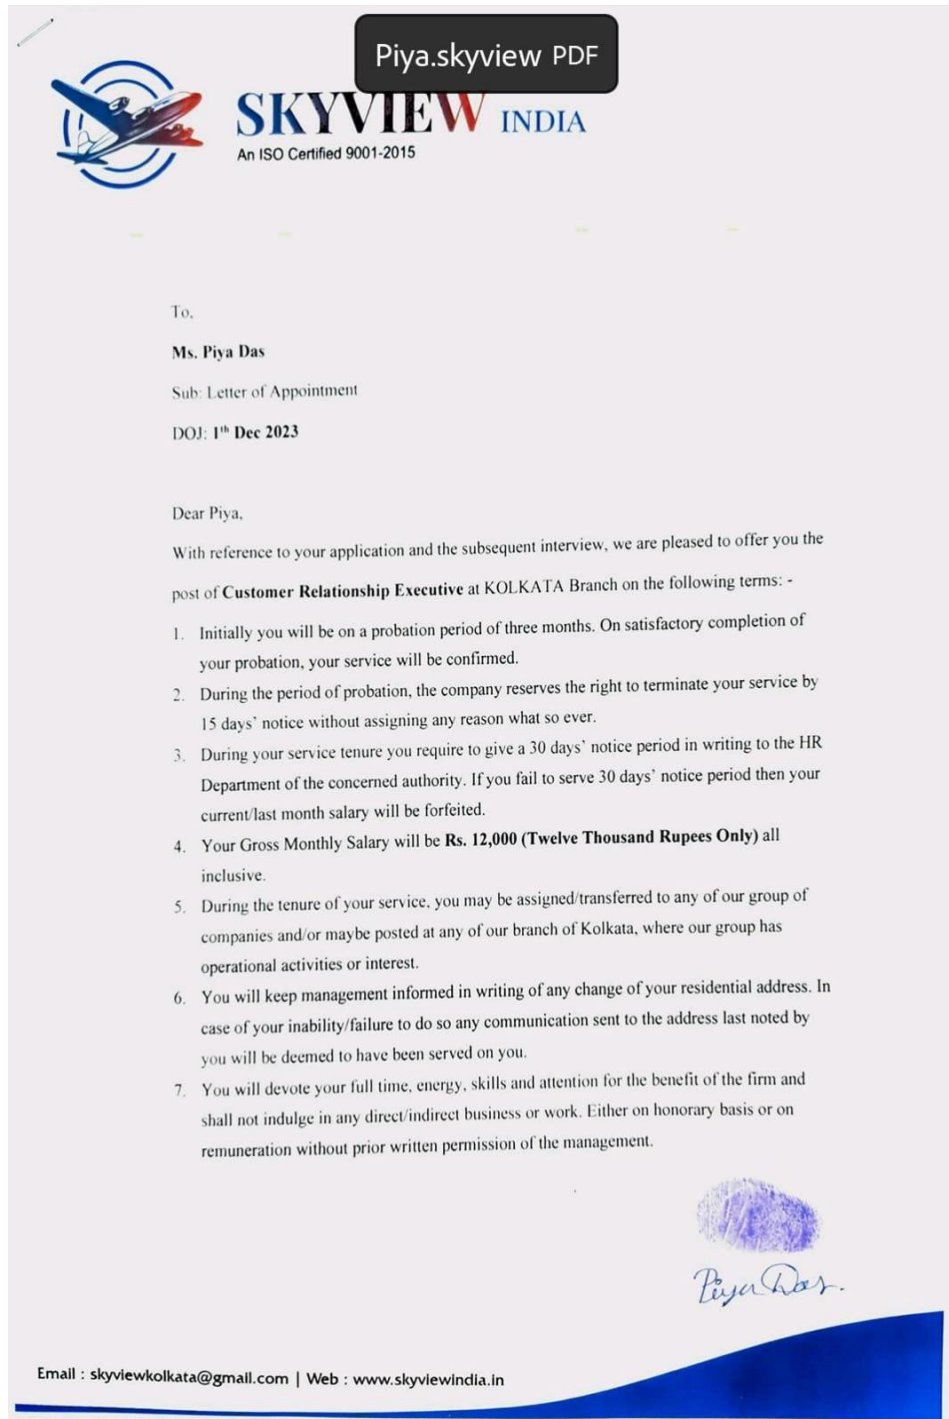 Piya.skyview PDF
SKYVIEW INDIA
An ISO Certified 9001-2015
To,
Ms. Piya Das
Sub: Letter of Appointment
DOJ: 1th Dec 2023
Dear Piya,
With reference to your application and the subsequent interview, we are pleased to offer you the
post of Customer Relationship Executive at KOLKATA Branch on the following terms: -
1. Initially you will be on a probation period of three months. On satisfactory completion of
your probation, your service will be confirmed.
2. During the period of probation, the company reserves the right to terminate your service by
15 days' notice without assigning any reason what so ever.
3. During your service tenure you require to give a 30 days' notice period in writing to the HR
Department of the concerned authority. If you fail to serve 30 days' notice period then your
current/last month salary will be forfeited.
4. Your Gross Monthly Salary will be Rs. 12,000 (Twelve Thousand Rupees Only) all
inclusive.
5. During the tenure of your service, you may be assigned/transferred to any of our group of
companies and/or maybe posted at any of our branch of Kolkata, where our group has
operational activities or interest.
6. You will keep management informed in writing of any change of your residential address. In
case of your inability/failure to do so any communication sent to the address last noted by
you will be deemed to have been served on you.
7. You will devote your full time, energy, skills and attention for the benefit of the firm and
shall not indulge in any direct/indirect business or work. Either on honorary basis or on
remuneration without prior written permission of the management.
Piya Das.
Email : skyviewkolkata@gmail.com | Web : www.skyviewindia.in